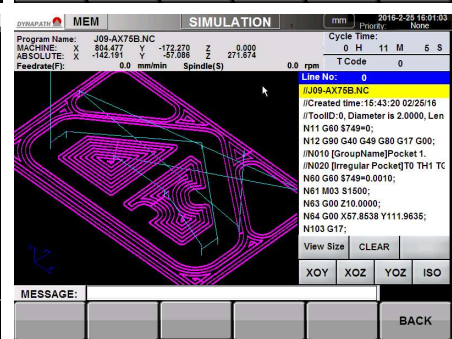 DYNAPATH MEM SIMULATION mm Priority: 2016-2-25 16:01:03 None
Program Name: J09-AX75B.NC
MACHINE: X 804.477 Y -172.270 Z 0.000
ABSOLUTE: X -142.191 Y -57.086 Z 271.674
Feedrate(F): 0.0 mm/min Spindle(S) 0.0 rpm
Cycle Time:
0 H 11 M 5 S
T Code 0
Line No: 0
//J09-AX75B.NC
//Created time:15:43:20 02/25/16
//ToolID:0, Diameter is 2.0000, Len
N11 G60 $749=0;
N12 G90 G40 G49 G80 G17 G00;
//N010 [GroupName]Pocket 1.
//N020 [Irregular Pocket]T0 TH1 TC
N60 G60 $749=0.0010;
N61 M03 S1500;
N63 G00 Z10.0000;
N64 G00 X57.8538 Y111.9635;
N103 G17;
View Size CLEAR
XOY XOZ YOZ ISO
MESSAGE:
BACK